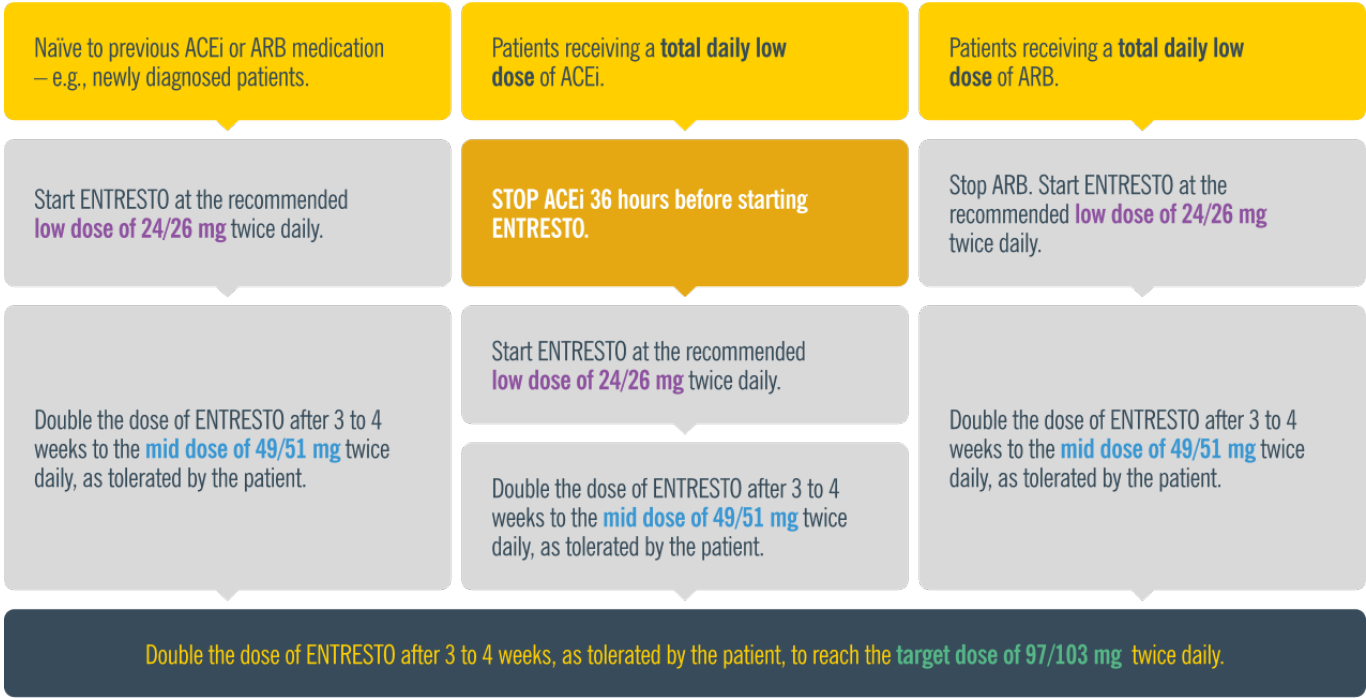 Naïve to previous ACEi or ARB medication
– e.g., newly diagnosed patients.
Patients receiving a total daily low
dose of ACEi.
Patients receiving a total daily low
dose of ARB.
Start ENTRESTO at the recommended
low dose of 24/26 mg twice daily.
STOP ACEi 36 hours before starting
ENTRESTO.
Stop ARB. Start ENTRESTO at the
recommended low dose of 24/26 mg
twice daily.
Double the dose of ENTRESTO after 3 to 4
weeks to the mid dose of 49/51 mg twice
daily, as tolerated by the patient.
Start ENTRESTO at the recommended
low dose of 24/26 mg twice daily.
Double the dose of ENTRESTO after 3 to 4
weeks to the mid dose of 49/51 mg twice
daily, as tolerated by the patient.
Double the dose of ENTRESTO after 3 to 4
weeks to the mid dose of 49/51 mg twice
daily, as tolerated by the patient.
Double the dose of ENTRESTO after 3 to 4 weeks, as tolerated by the patient, to reach the target dose of 97/103 mg twice daily.